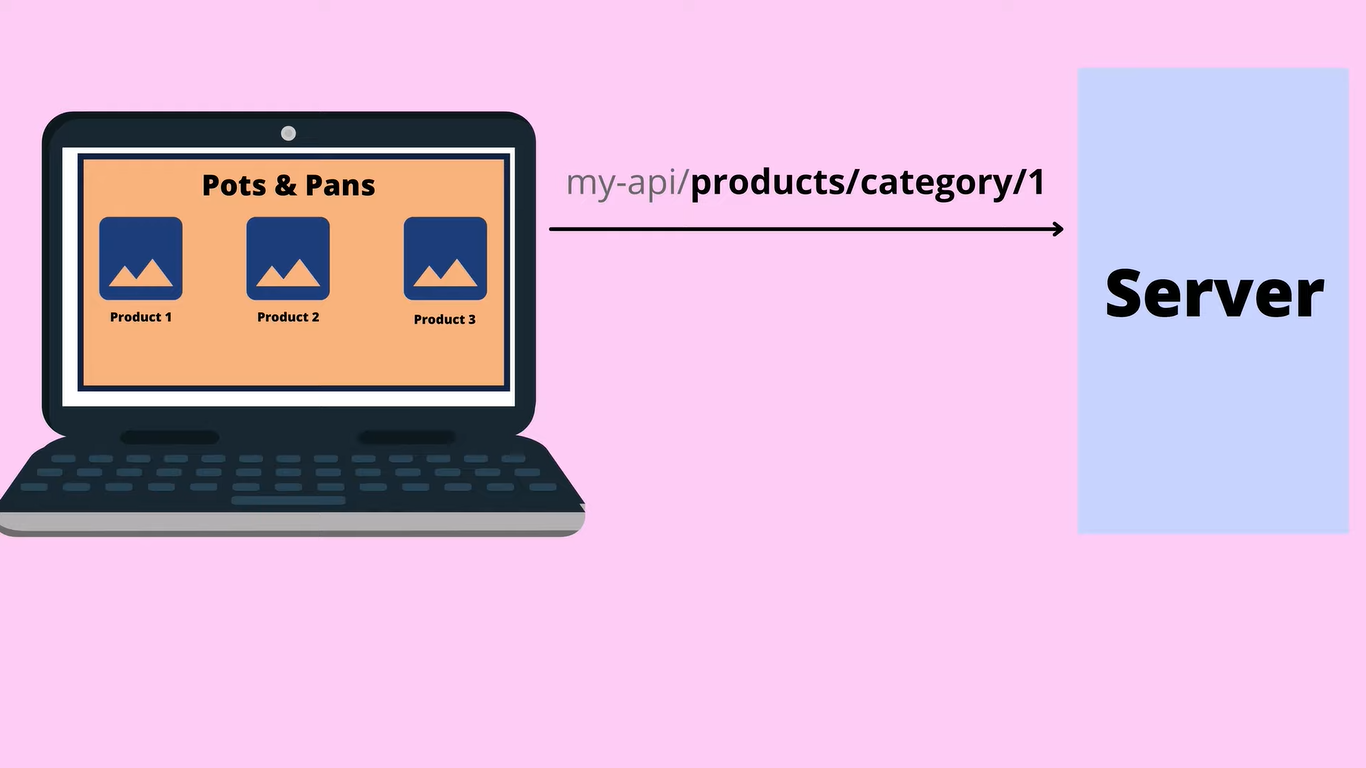 Pots & Pans
Product 1
Product 2
Product 3
my-api/products/category/1
Server